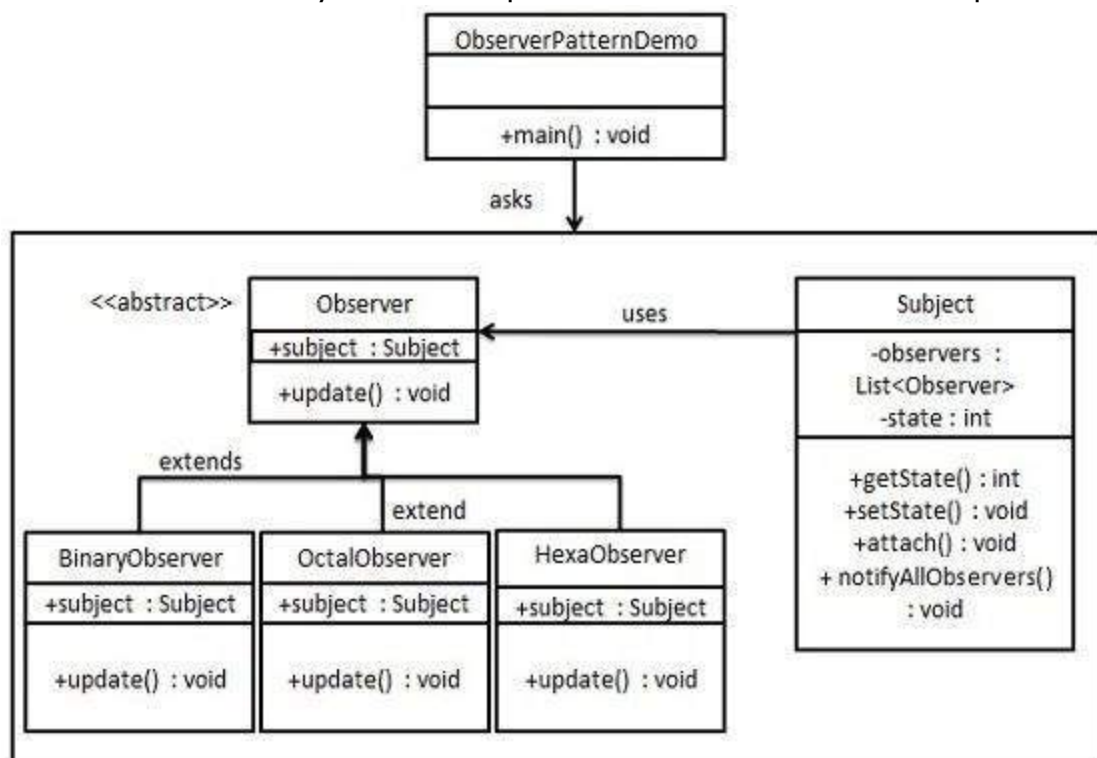 ObserverPatternDemo
+main() : void
asks
<<abstract>>
Observer
+subject : Subject
+update() : void
uses
Subject
-observers :
List<Observer>
-state : int
+getState() : int
+setState() : void
+attach() : void
+ notifyAllObservers()
: void
extends
extend
BinaryObserver
+subject : Subject
+update() : void
OctalObserver
+subject : Subject
+update() : void
HexaObserver
+subject : Subject
+update() : void